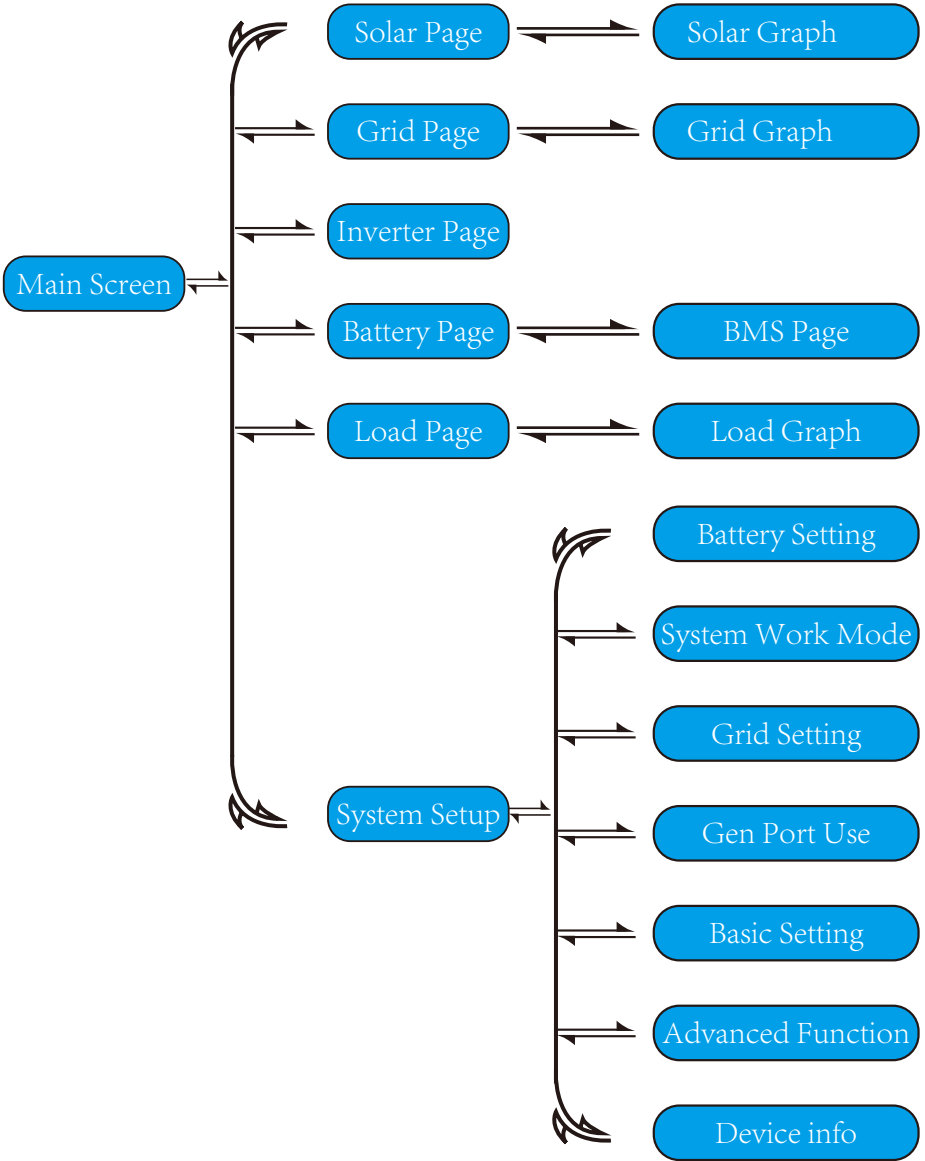 Solar Page
Solar Graph
Grid Page
Grid Graph
Inverter Page
Main Screen
Battery Page
BMS Page
Load Page
Load Graph
Battery Setting
System Work Mode
Grid Setting
System Setup
Gen Port Use
Basic Setting
Advanced Function
Device info